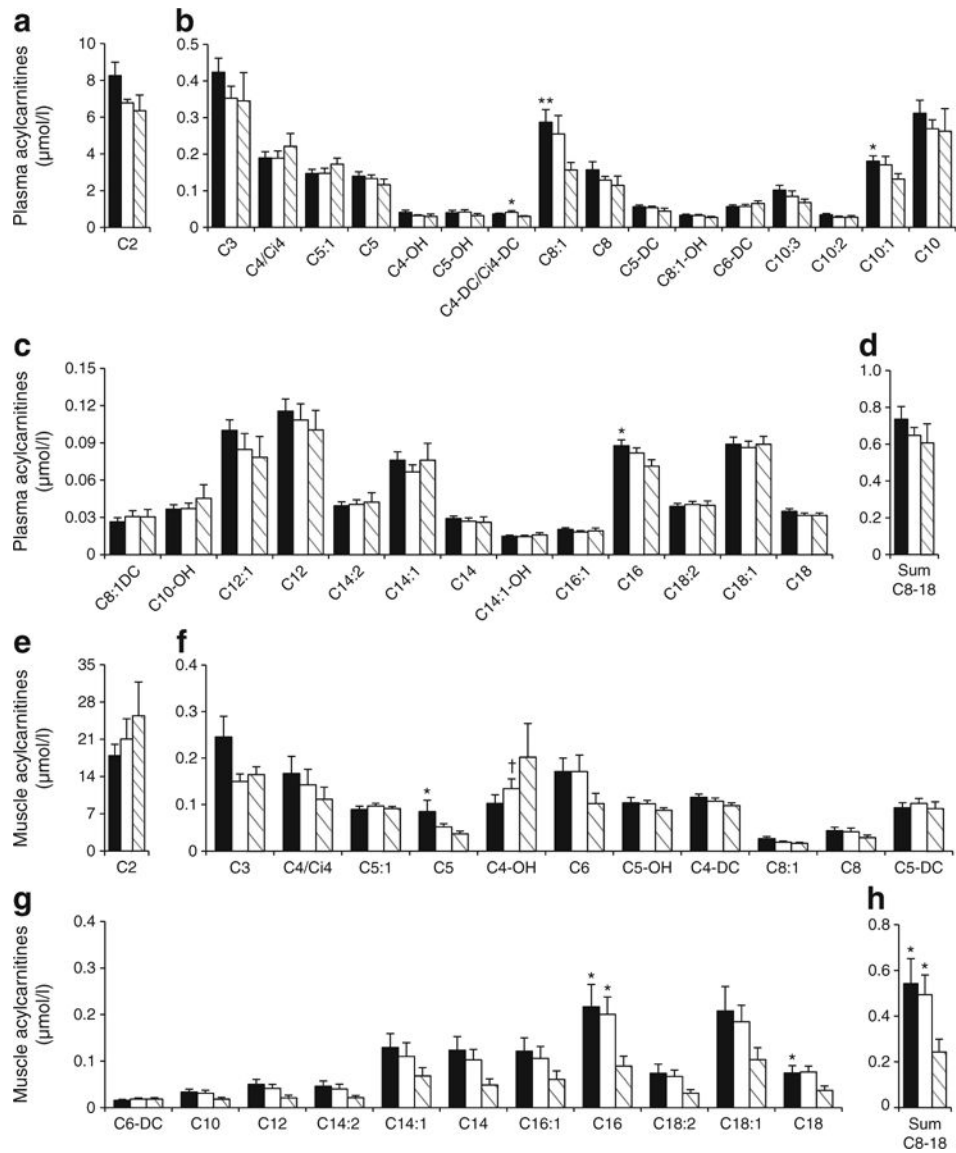 a
b
Plasma acylcarnitines
(µmol/l)
10
8
6
4
2
0
C2
0.5
0.4
0.3
0.2
0.1
0
**
*
*
C3
C4/Ci4
C5:1
C5
C4-OH
C5-OH
C4-DC/Ci4-DC
C8:1
C8
C5-DC
C8:1-OH
C6-DC
C10:3
C10:2
C10:1
C10
c
d
Plasma acylcarnitines
(µmol/l)
0.15
0.12
0.09
0.06
0.03
0
*
C8:1DC
C10-OH
C12:1
C12
C14:2
C14:1
C14
C14:1-OH
C16:1
C16
C18:2
C18:1
C18
1.0
0.8
0.6
0.4
0.2
0
Sum
C8-18
e
f
Muscle acylcarnitines
(µmol/l)
35
28
21
14
7
0
C2
0.4
0.3
0.2
0.1
0
*
†
C3
C4/Ci4
C5:1
C5
C4-OH
C6
C5-OH
C4-DC
C8:1
C8
C5-DC
g
h
Muscle acylcarnitines
(µmol/l)
0.4
0.3
0.2
0.1
0
*
*
*
C6-DC
C10
C12
C14:2
C14:1
C14
C16:1
C16
C18:2
C18:1
C18
0.8
0.6
0.4
0.2
0
*
*
Sum
C8-18